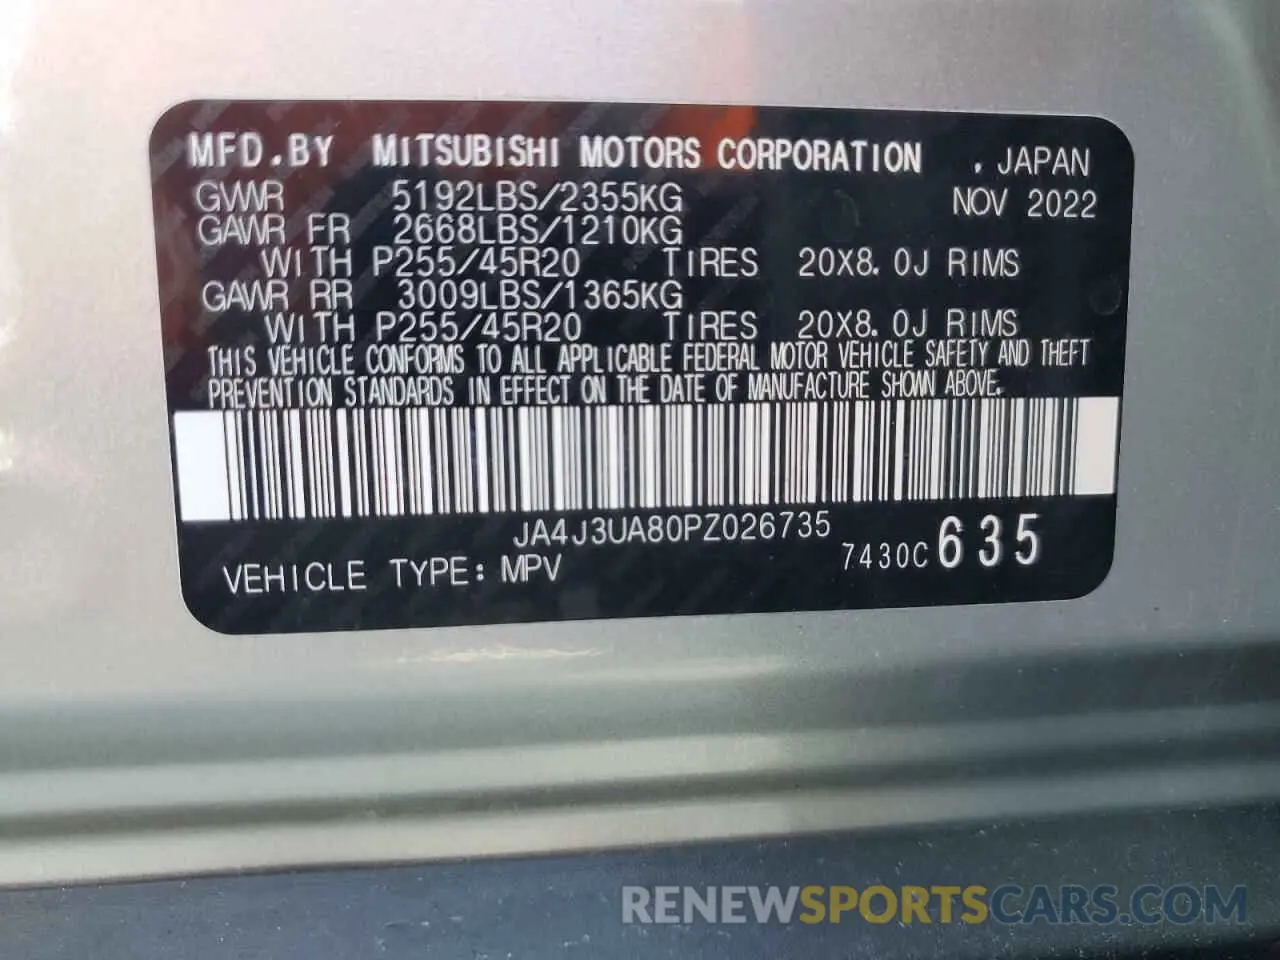 MFD.BY MITSUBISHI MOTORS CORPORATION , JAPAN
GVWR 5192LBS/2355KG NOV 2022
GAWR FR 2668LBS/1210KG
WITH P255/45R20 TIRES 20X8.0J RIMS
GAWR RR 3009LBS/1365KG
WITH P255/45R20 TIRES 20X8.0J RIMS
THIS VEHICLE CONFORMS TO ALL APPLICABLE FEDERAL MOTOR VEHICLE SAFETY AND THEFT
PREVENTION STANDARDS IN EFFECT ON THE DATE OF MANUFACTURE SHOWN ABOVE.
JA4J3UA80PZ026735
VEHICLE TYPE: MPV 7430C635
RENEWSPORTSCARS.COM